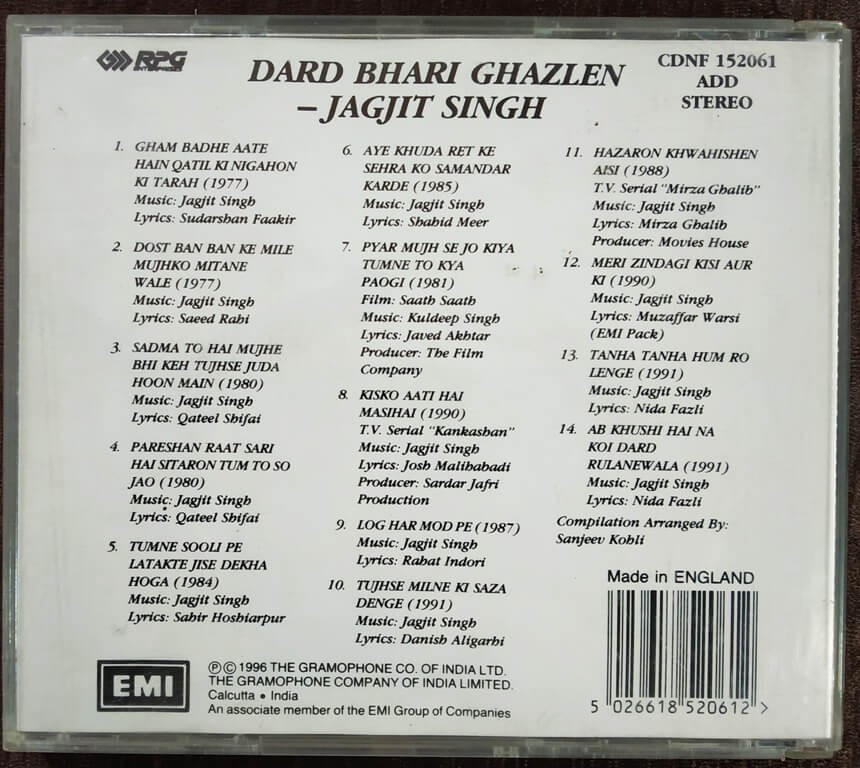 RPG
DARD BHARI GHAZLEN
– JAGJIT SINGH
CDNF 152061
ADD
STEREO
1. GHAM BADHE AATE
HAIN QATIL KI NIGAHON
KI TARAH (1977)
Music: Jagjit Singh
Lyrics: Sudarshan Faakir
2. DOST BAN BAN KE MILE
MUJHKO MITANE
WALE (1977)
Music: Jagjit Singh
Lyrics: Saeed Rahi
3. SADMA TO HAI MUJHE
BHI KEH TUJHSE JUDA
HOON MAIN (1980)
Music: Jagjit Singh
Lyrics: Qateel Shifai
4. PARESHAN RAAT SARI
HAI SITARON TUM TO SO
JAO (1980)
Music: Jagjit Singh
Lyrics: Qateel Shifai
5. TUMNE SOOLI PE
LATAKTE JISE DEKHA
HOGA (1984)
Music: Jagjit Singh
Lyrics: Sabir Hoshiarpur
6. AYE KHUDA RET KE
SEHRA KO SAMANDAR
KARDE (1985)
Music: Jagjit Singh
Lyrics: Shahid Meer
7. PYAR MUJH SE JO KIYA
TUMNE TO KYA
PAOGI (1981)
Film: Saath Saath
Music: Kuldeep Singh
Lyrics: Javed Akhtar
Producer: The Film
Company
8. KISKO AATI HAI
MASIHAI (1990)
T.V. Serial "Kankashan"
Music: Jagjit Singh
Lyrics: Josh Malihabadi
Producer: Sardar Jafri
Production
9. LOG HAR MOD PE (1987)
Music: Jagjit Singh
Lyrics: Rahat Indori
10. TUJHSE MILNE KI SAZA
DENGE (1991)
Music: Jagjit Singh
Lyrics: Danish Aligarhi
11. HAZARON KHWAHISHEN
AISI (1988)
T.V. Serial "Mirza Ghalib"
Music: Jagjit Singh
Lyrics: Mirza Ghalib
Producer: Movies House
12. MERI ZINDAGI KISI AUR
KI (1990)
Music: Jagjit Singh
Lyrics: Muzaffar Warsi
(EMI Pack)
13. TANHA TANHA HUM RO
LENGE (1991)
Music: Jagjit Singh
Lyrics: Nida Fazli
14. AB KHUSHI HAI NA
KOI DARD
RULANEWALA (1991)
Music: Jagjit Singh
Lyrics: Nida Fazli
Compilation Arranged By:
Sanjeev Kohli
Made in ENGLAND
5 026618 520612 >
EMI
℗© 1996 THE GRAMOPHONE CO. OF INDIA LTD.
THE GRAMOPHONE COMPANY OF INDIA LIMITED.
Calcutta • India
An associate member of the EMI Group of Companies